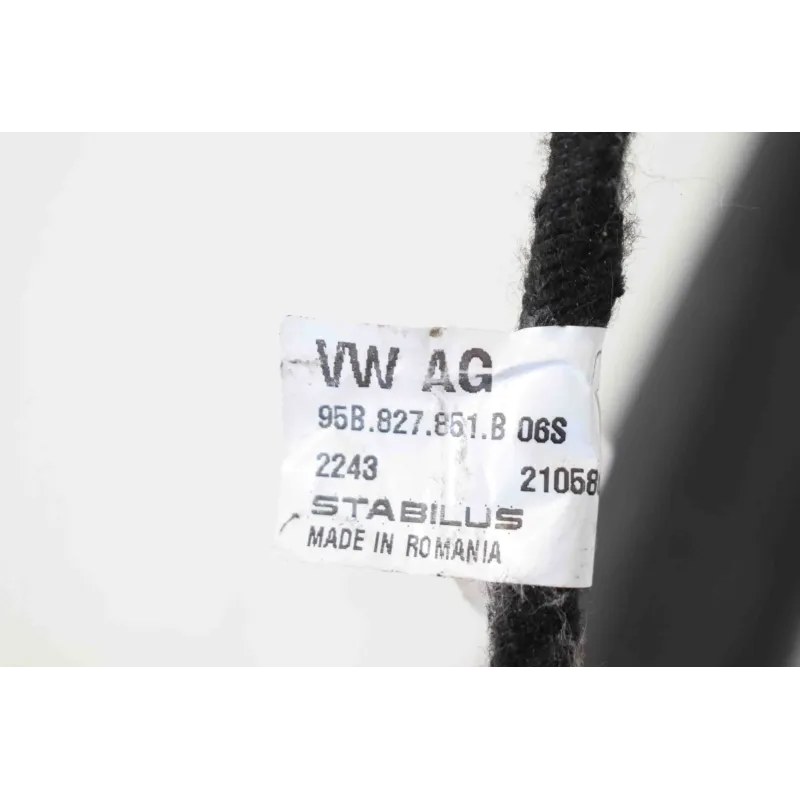 VW AG
95B.827.851.B 06S
2243 21058
STABILUS
MADE IN ROMANIA